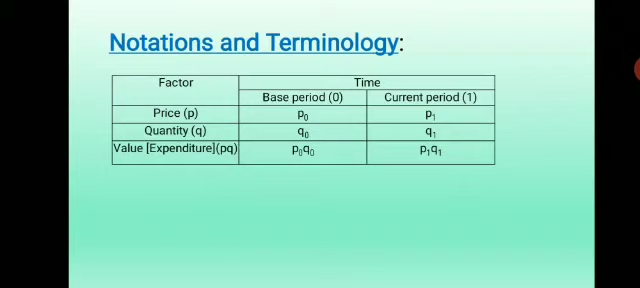 Notations and Terminology:
Factor Time
Base period (0) Current period (1)
Price (p) p₀ p₁
Quantity (q) q₀ q₁
Value [Expenditure](pq) p₀q₀ p₁q₁